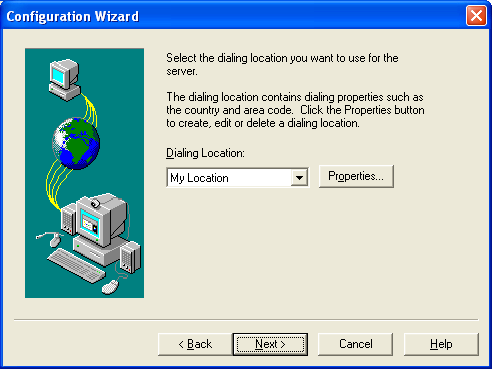 Configuration Wizard
Select the dialing location you want to use for the
server.
The dialing location contains dialing properties such as
the country and area code. Click the Properties button
to create, edit or delete a dialing location.
Dialing Location:
My Location
Properties...
< Back
Next >
Cancel
Help